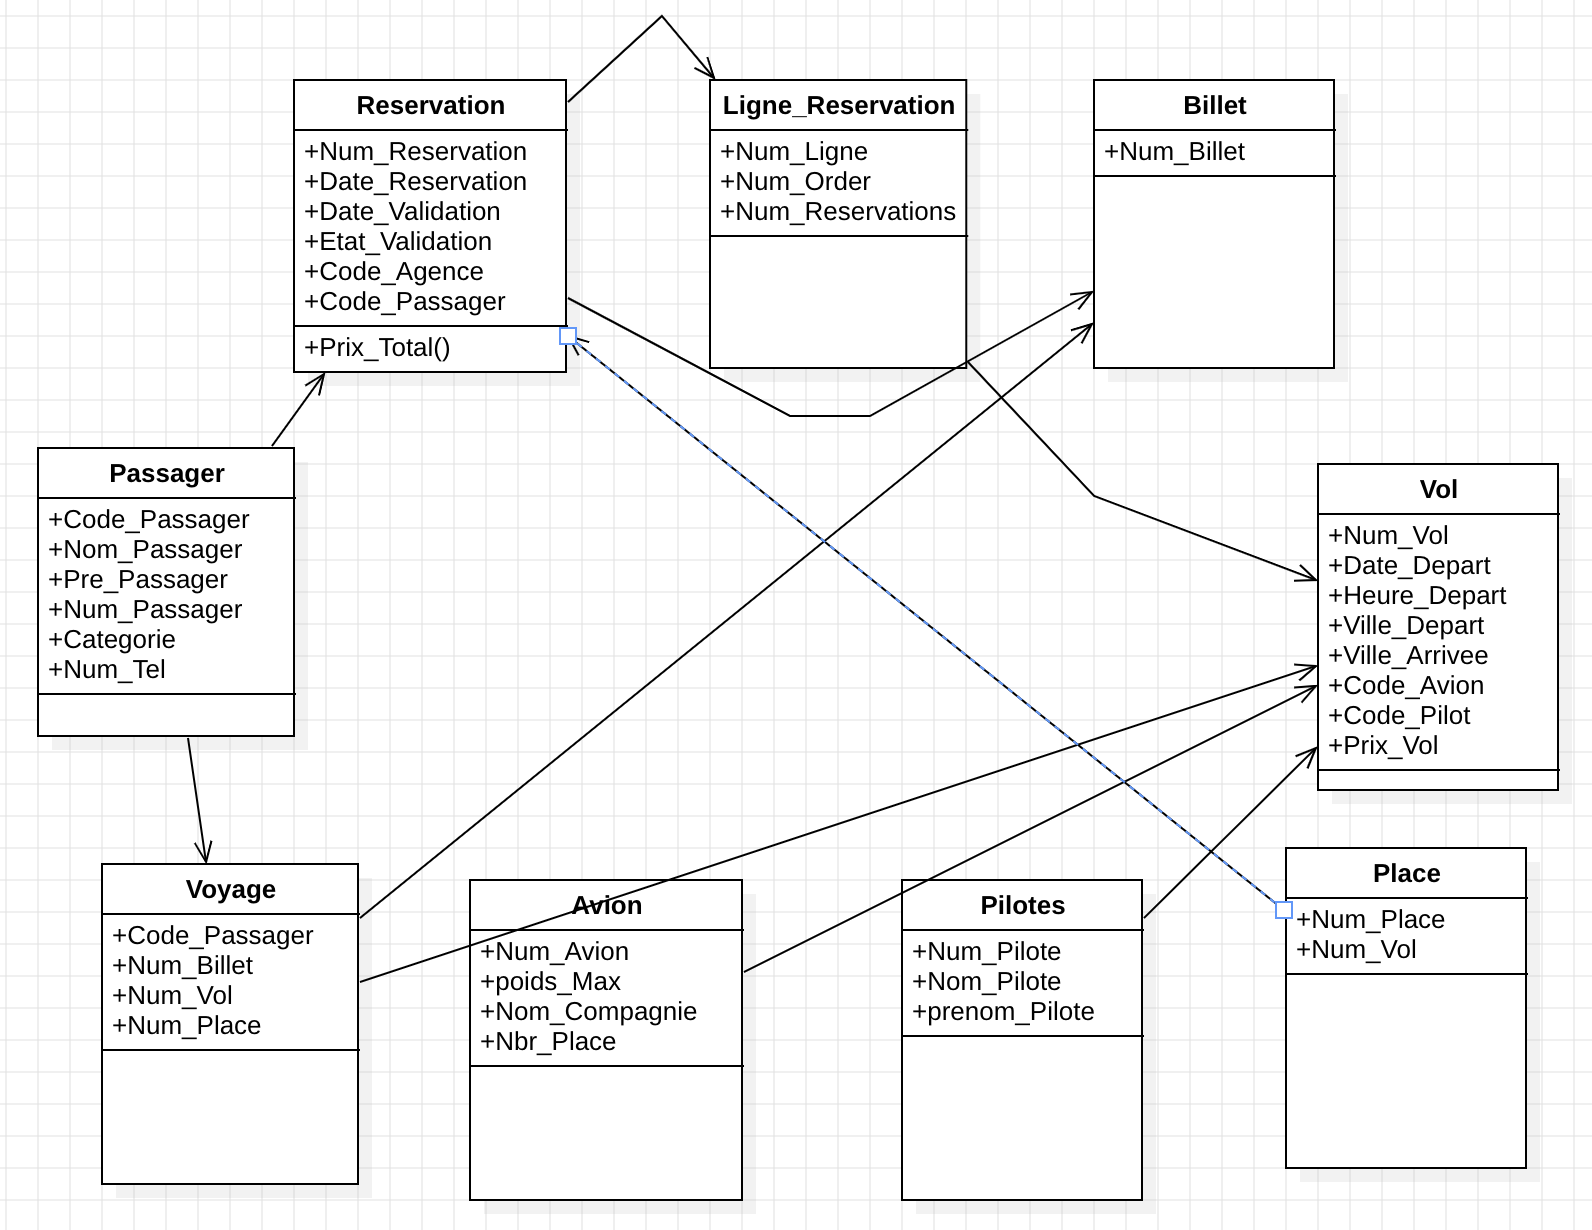 Reservation
+Num_Reservation
+Date_Reservation
+Date_Validation
+Etat_Validation
+Code_Agence
+Code_Passager
+Prix_Total()
Ligne_Reservation
+Num_Ligne
+Num_Order
+Num_Reservations
Billet
+Num_Billet
Passager
+Code_Passager
+Nom_Passager
+Pre_Passager
+Num_Passager
+Categorie
+Num_Tel
Vol
+Num_Vol
+Date_Depart
+Heure_Depart
+Ville_Depart
+Ville_Arrivee
+Code_Avion
+Code_Pilot
+Prix_Vol
Voyage
+Code_Passager
+Num_Billet
+Num_Vol
+Num_Place
Avion
+Num_Avion
+poids_Max
+Nom_Compagnie
+Nbr_Place
Pilotes
+Num_Pilote
+Nom_Pilote
+prenom_Pilote
Place
+Num_Place
+Num_Vol